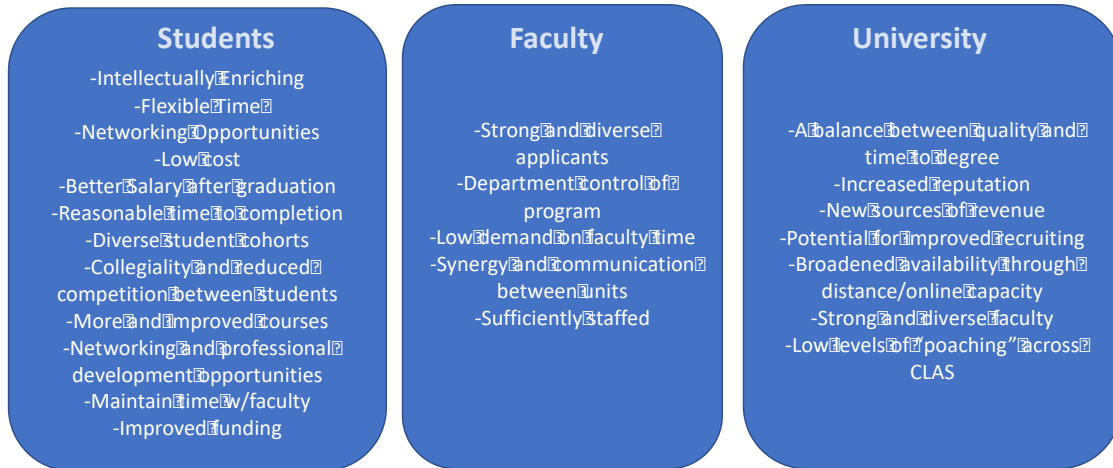 Students
-Intellectually Enriching
-Flexible Time
-Networking Opportunities
-Low cost
-Better Salary after graduation
-Reasonable time to completion
-Diverse student cohorts
-Collegiality and reduced
competition between students
-More and improved courses
-Networking and professional
development opportunities
-Maintain time w/faculty
-Improved funding
Faculty
-Strong and diverse
applicants
-Department control of
program
-Low demand on faculty time
-Synergy and communication
between units
-Sufficiently staffed
University
-A balance between quality and
time to degree
-Increased reputation
-New sources of revenue
-Potential for improved recruiting
-Broadened availability through
distance/online capacity
-Strong and diverse faculty
-Low levels of "poaching" across
CLAS